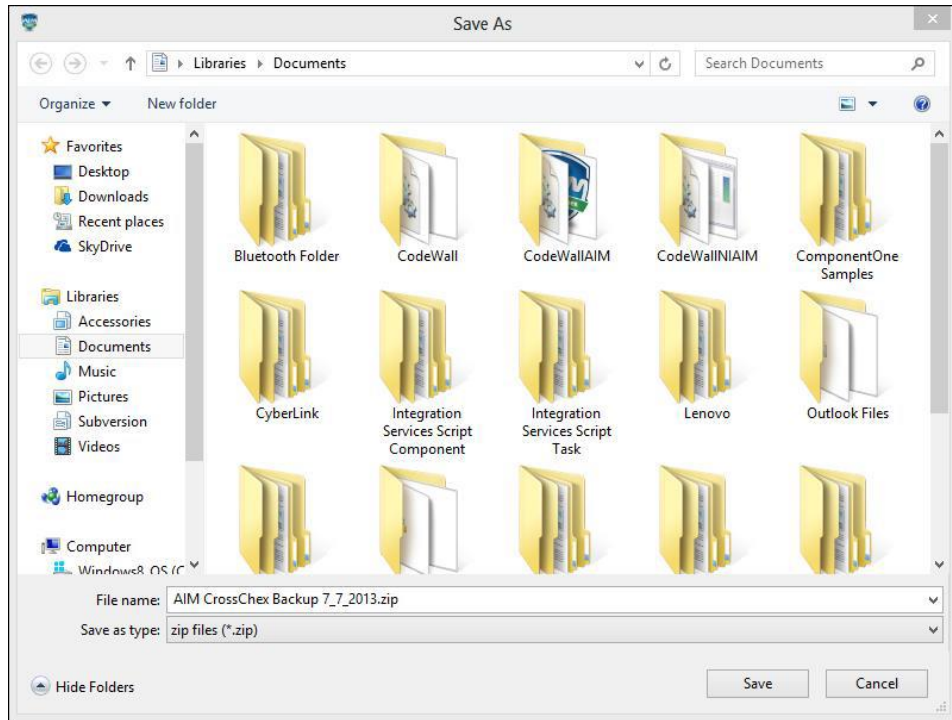 Save As
Libraries Documents
Search Documents
Organize
New folder
Favorites
Desktop
Downloads
Recent places
SkyDrive
Libraries
Accessories
Documents
Music
Pictures
Subversion
Videos
Homegroup
Computer
Windows8_OS (C
Bluetooth Folder
CodeWall
CodeWallAIM
CodeWallNIAIM
ComponentOne
Samples
CyberLink
Integration
Services Script
Component
Integration
Services Script
Task
Lenovo
Outlook Files
File name: AIM CrossChex Backup 7_7_2013.zip
Save as type: zip files (*.zip)
Hide Folders
Save
Cancel